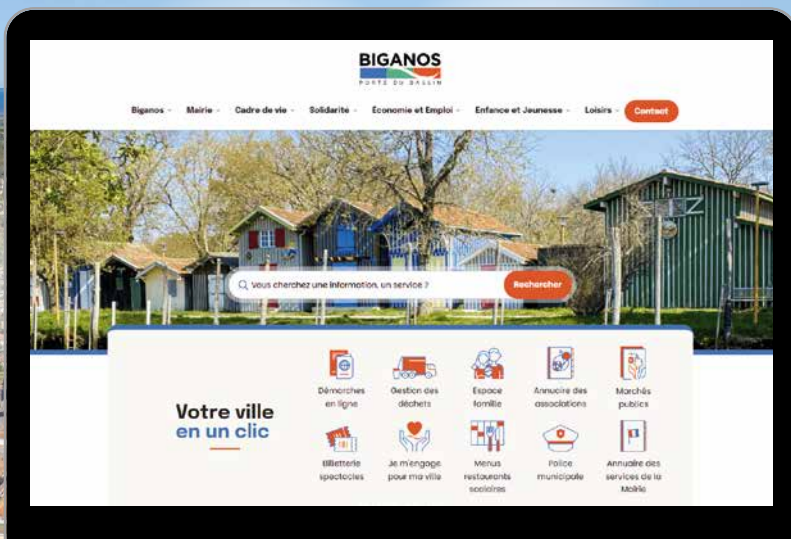 BIGANOS
PORTE DU BASSIN
Biganos
Mairie
Cadre de vie
Solidarité
Économie et Emploi
Enfance et Jeunesse
Loisirs
Contact
Vous cherchez une information, un service ?
Rechercher
Votre ville
en un clic
Démarches
en ligne
Gestion des
déchets
Espace
famille
Annuaire des
associations
Marchés
publics
Billetterie
spectacles
Je m'engage
pour ma ville
Menus
restaurants
scolaires
Police
municipale
Annuaire des
services de la
Mairie